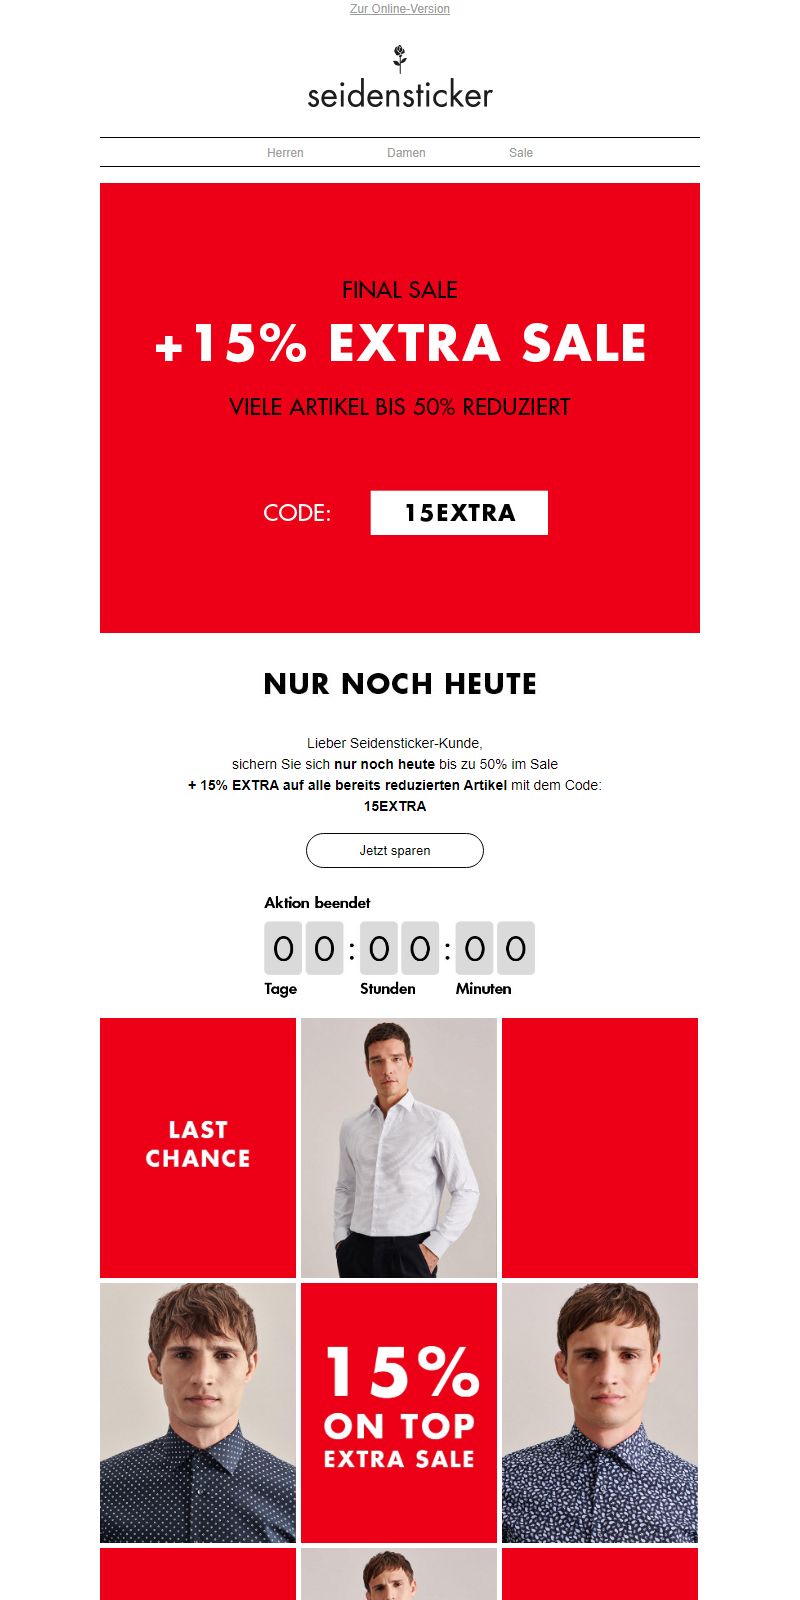 Zur Online-Version
seidensticker
Herren Damen Sale
FINAL SALE
+15% EXTRA SALE
VIELE ARTIKEL BIS 50% REDUZIERT
CODE: 15EXTRA
NUR NOCH HEUTE
Lieber Seidensticker-Kunde,
sichern Sie sich nur noch heute bis zu 50% im Sale
+ 15% EXTRA auf alle bereits reduzierten Artikel mit dem Code:
15EXTRA
Jetzt sparen
Aktion beendet
00:00:00
Tage Stunden Minuten
LAST
CHANCE
15%
ON TOP
EXTRA SALE